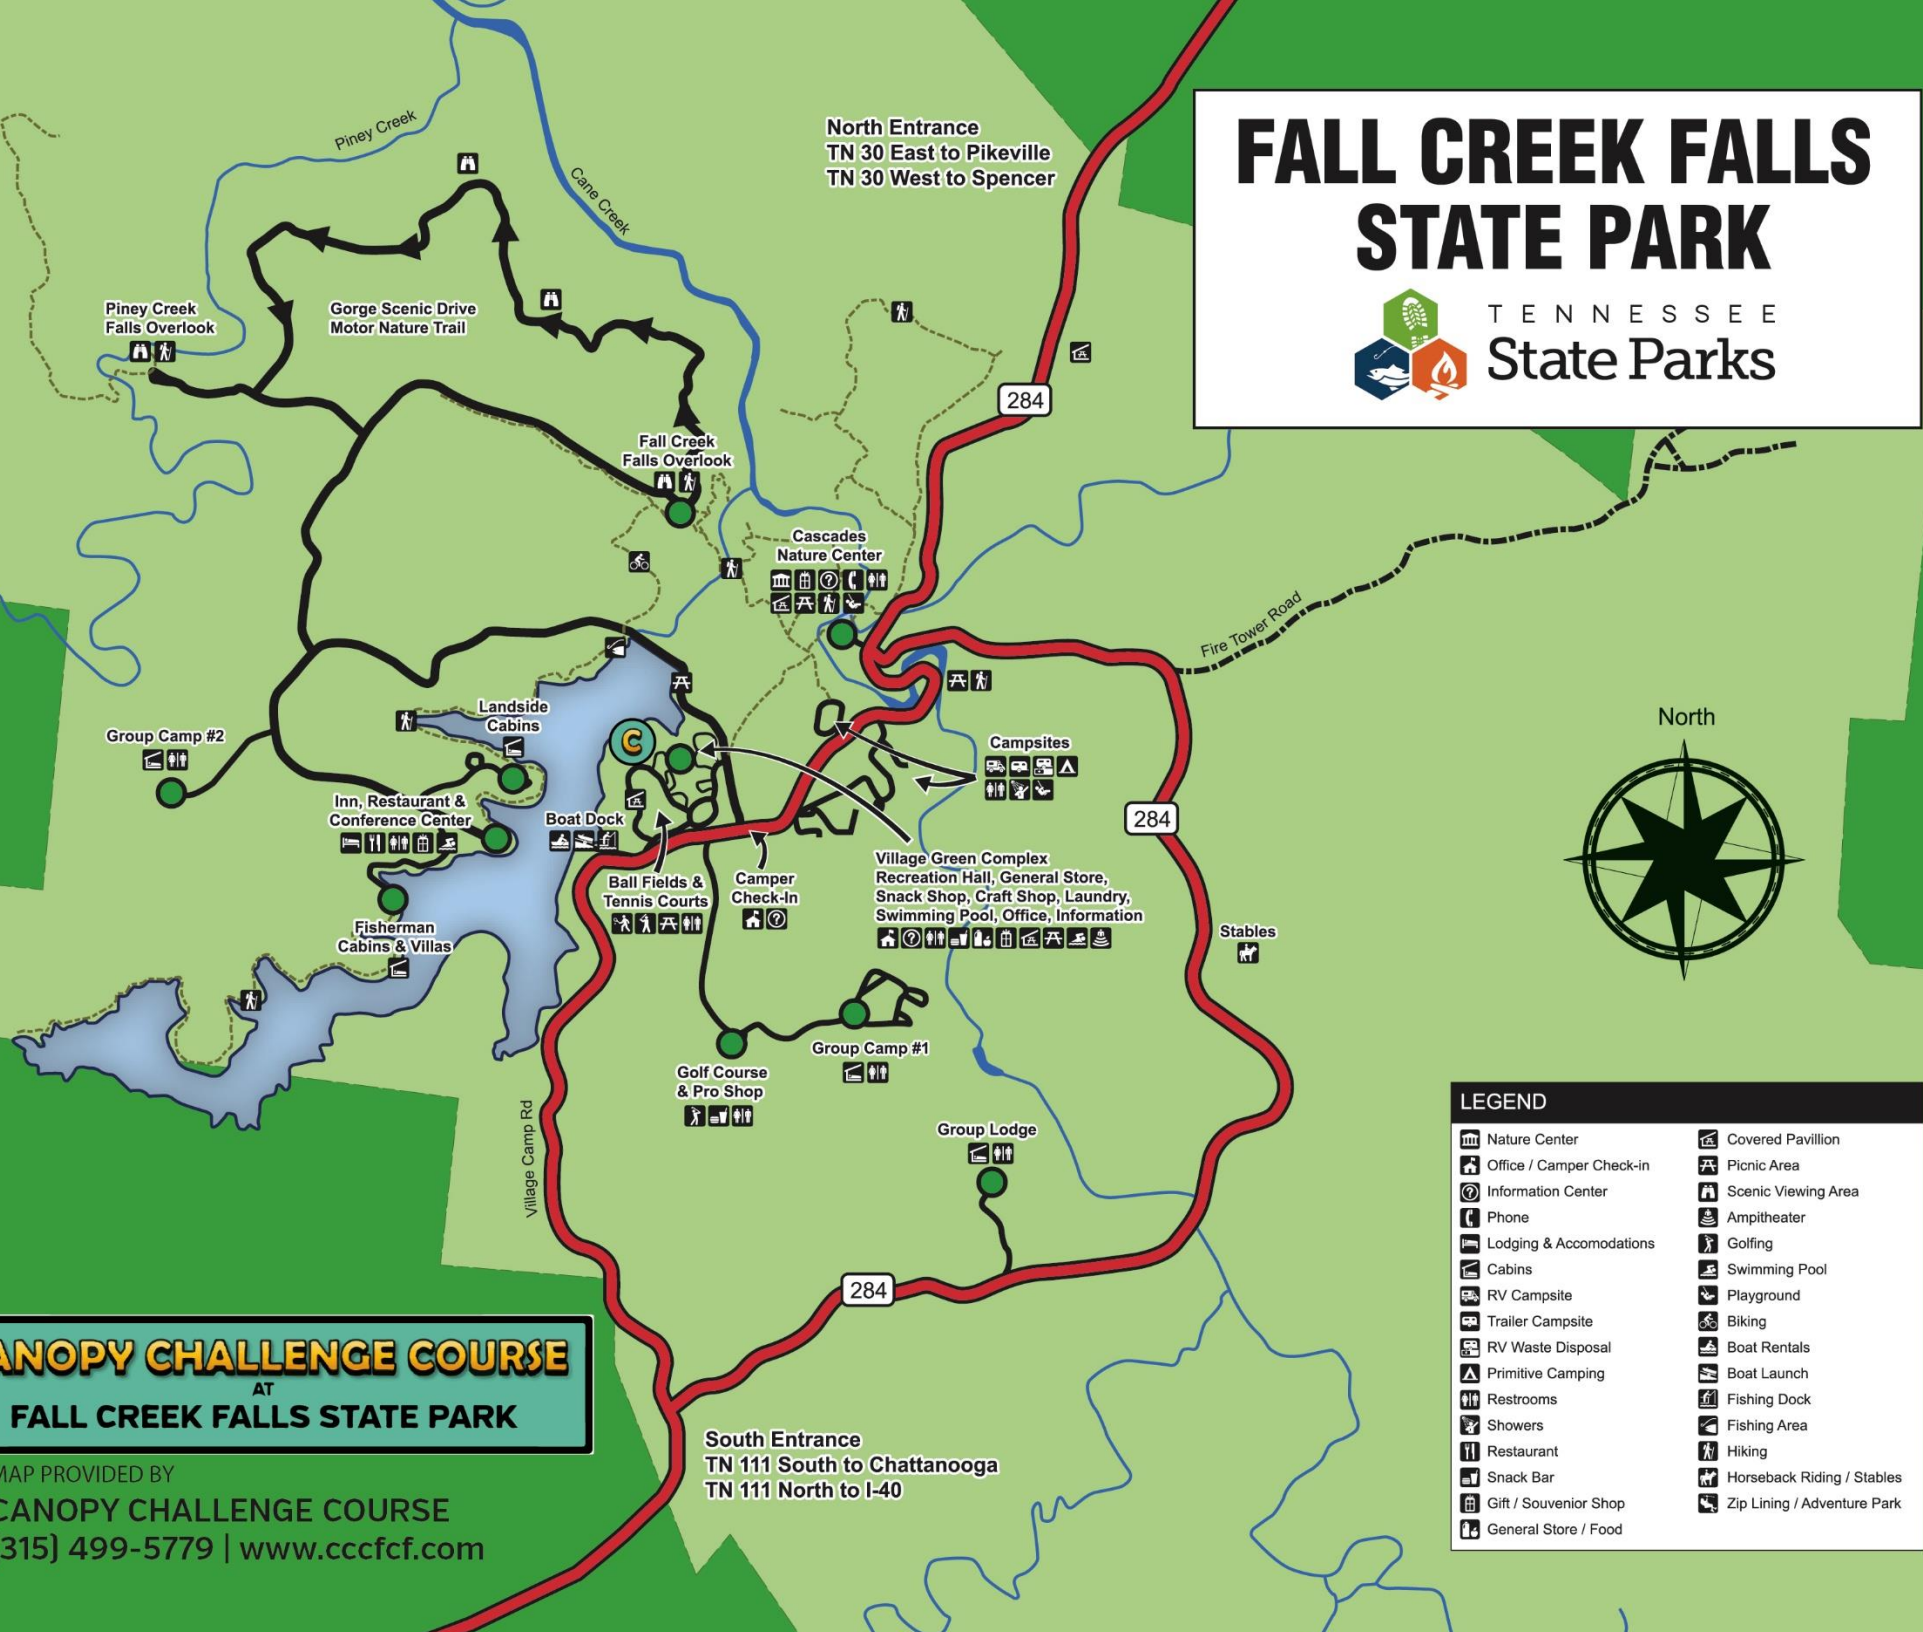 FALL CREEK FALLS
STATE PARK
TENNESSEE
State Parks
North Entrance
TN 30 East to Pikeville
TN 30 West to Spencer
Piney Creek
Cane Creek
Piney Creek
Falls Overlook
Gorge Scenic Drive
Motor Nature Trail
284
Fall Creek
Falls Overlook
Cascades
Nature Center
Fire Tower Road
North
Landside
Cabins
Group Camp #2
C
Campsites
Inn, Restaurant &
Conference Center
Boat Dock
284
Village Green Complex
Recreation Hall, General Store,
Snack Shop, Craft Shop, Laundry,
Swimming Pool, Office, Information
Ball Fields &
Tennis Courts
Camper
Check-In
Fisherman
Cabins & Villas
Stables
Golf Course
& Pro Shop
Group Camp #1
Village Camp Rd
Group Lodge
284
South Entrance
TN 111 South to Chattanooga
TN 111 North to I-40
LEGEND
Nature Center
Office / Camper Check-in
Information Center
Phone
Lodging & Accomodations
Cabins
RV Campsite
Trailer Campsite
RV Waste Disposal
Primitive Camping
Restrooms
Showers
Restaurant
Snack Bar
Gift / Souvenior Shop
General Store / Food
Covered Pavillion
Picnic Area
Scenic Viewing Area
Ampitheater
Golfing
Swimming Pool
Playground
Biking
Boat Rentals
Boat Launch
Fishing Dock
Fishing Area
Hiking
Horseback Riding / Stables
Zip Lining / Adventure Park
ANOPY CHALLENGE COURSE
AT
FALL CREEK FALLS STATE PARK
MAP PROVIDED BY
CANOPY CHALLENGE COURSE
315) 499-5779 | www.cccfcf.com